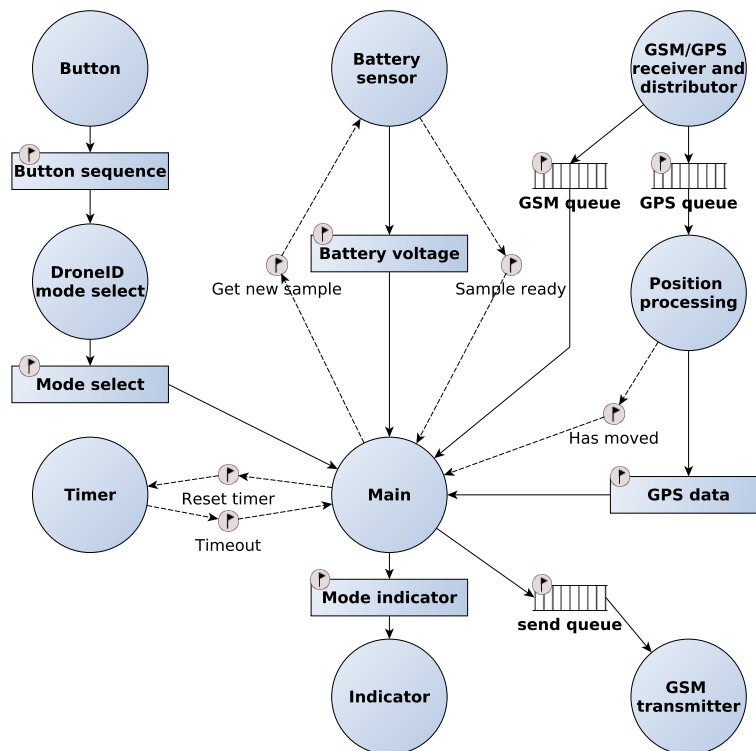 Button
Battery
sensor
GSM/GPS
receiver and
distributor
Button sequence
GSM queue
GPS queue
Battery voltage
DroneID
mode select
Get new sample
Sample ready
Position
processing
Mode select
Has moved
Timer
Reset timer
Timeout
Main
GPS data
Mode indicator
send queue
Indicator
GSM
transmitter